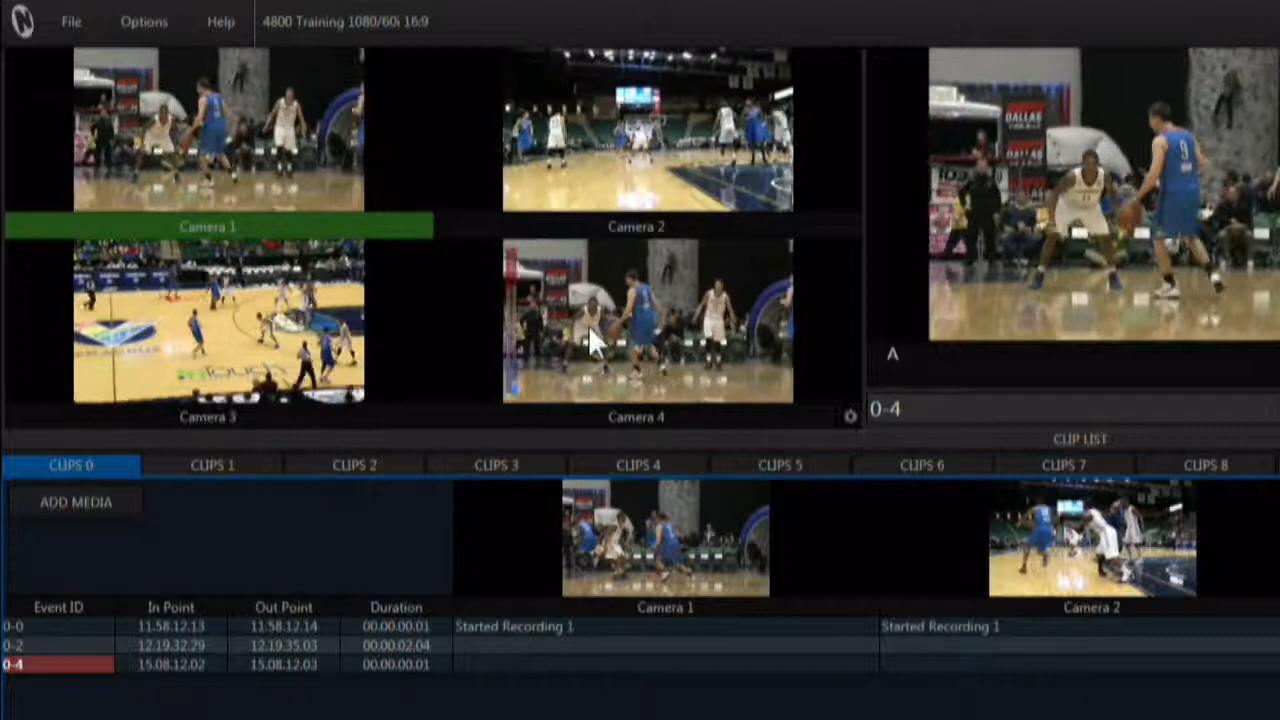 File Options Help 4800 Training 1080/60i 16:9
DALLAS
DALLAS
9
Camera 1 Camera 2
A
Camera 3 Camera 4
0-4
CLIP LIST
CLIPS 0 CLIPS 1 CLIPS 2 CLIPS 3 CLIPS 4 CLIPS 5 CLIPS 6 CLIPS 7 CLIPS 8
ADD MEDIA
Event ID In Point Out Point Duration Camera 1 Camera 2
0-0 11.58.12.13 11.58.12.14 00.00.00.01 Started Recording 1 Started Recording 1
0-2 12.19.32.29 12.19.35.03 00.00.02.04
0-4 15.08.12.02 15.08.12.03 00.00.00.01